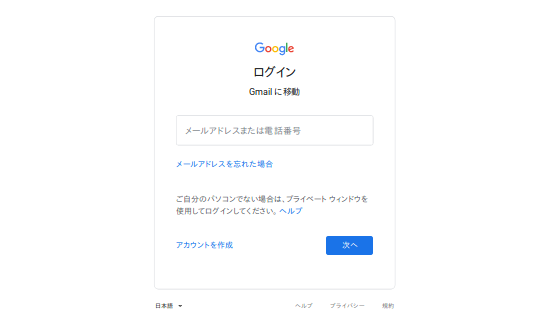 Google
ログイン
Gmail に移動
メールアドレスまたは電話番号
メールアドレスを忘れた場合
ご自分のパソコンでない場合は、プライベート ウィンドウを
使用してログインしてください。 ヘルプ
アカウントを作成
次へ
日本語
ヘルプ
プライバシー
規約